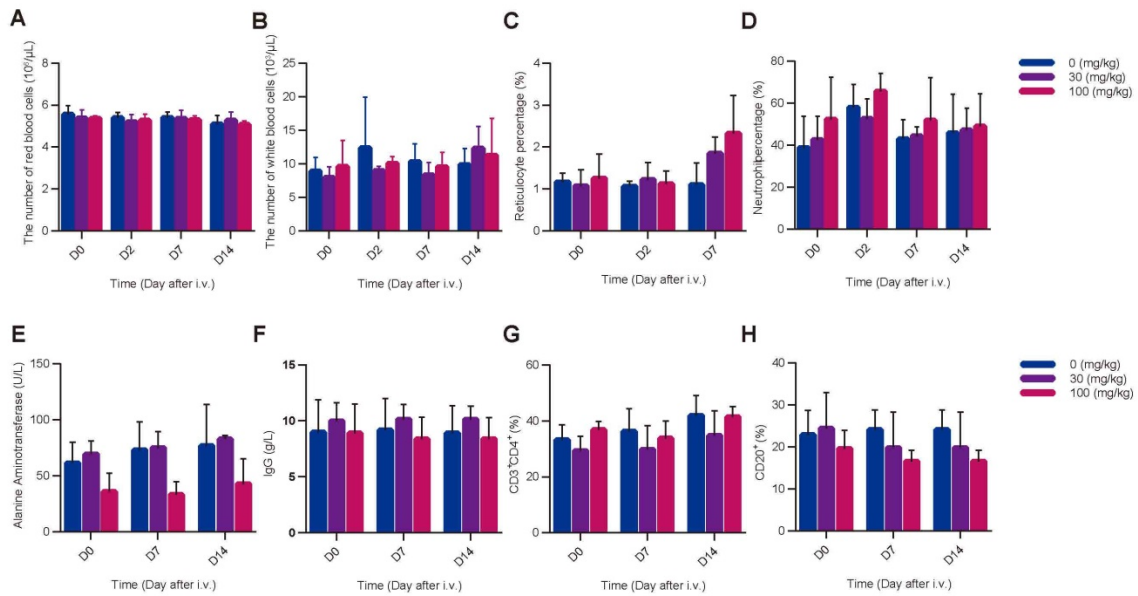 A
The number of red blood cells (10⁶/μL)
8
6
4
2
0
D0
D2
D7
D14
Time (Day after i.v.)
B
The number of white blood cells (10³/μL)
25
20
15
10
5
0
D0
D2
D7
D14
Time (Day after i.v.)
C
Reticulocyte percentage (%)
4
3
2
1
0
D0
D2
D7
Time (Day after i.v.)
D
Neutrophilpercentage (%)
80
60
40
20
0
D0
D2
D7
D14
Time (Day after i.v.)
0 (mg/kg)
30 (mg/kg)
100 (mg/kg)
E
Alanine Aminotransferase (U/L)
150
100
50
0
D0
D7
D14
Time (Day after i.v.)
F
IgG (g/L)
15
10
5
0
D0
D7
D14
Time (Day after i.v.)
G
CD3⁺CD4⁺ (%)
60
40
20
0
D0
D7
D14
Time (Day after i.v.)
H
CD20⁺ (%)
40
30
20
10
0
D0
D7
D14
Time (Day after i.v.)
0 (mg/kg)
30 (mg/kg)
100 (mg/kg)